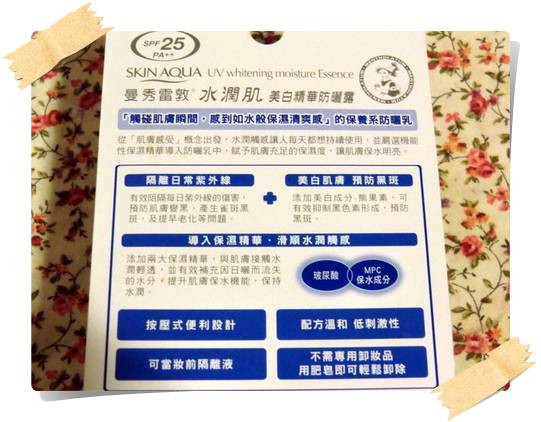 SPF 25
PA++
SKIN AQUA UV whitening moisture Essence
曼秀雷敦® 水潤肌 美白精華防曬露
「觸碰肌膚瞬間，感到如水般保濕清爽感」的保養系防曬乳
從「肌膚感受」概念出發，水潤觸感讓人每天都想持續使用，並嚴選機能
性保濕精華導入防曬乳中，賦予肌膚充足的保濕度，讓肌膚保水明亮。
隔離日常紫外線
有效阻隔每日紫外線的傷害，
預防肌膚變黑、產生雀斑黑
斑，及提早老化等問題。
+
美白肌膚 預防黑斑
添加美白成分-熊果素，可
有效抑制黑色素形成，預防
黑斑。
導入保濕精華，滑順水潤觸感
添加兩大保濕精華，與肌膚接觸水
潤輕透，並有效補充因日曬而流失
的水分，提升肌膚保水機能，保持
水潤。
玻尿酸
MPC
保水成分
按壓式便利設計
配方溫和 低刺激性
可當妝前隔離液
不需專用卸妝品
用肥皂即可輕鬆卸除